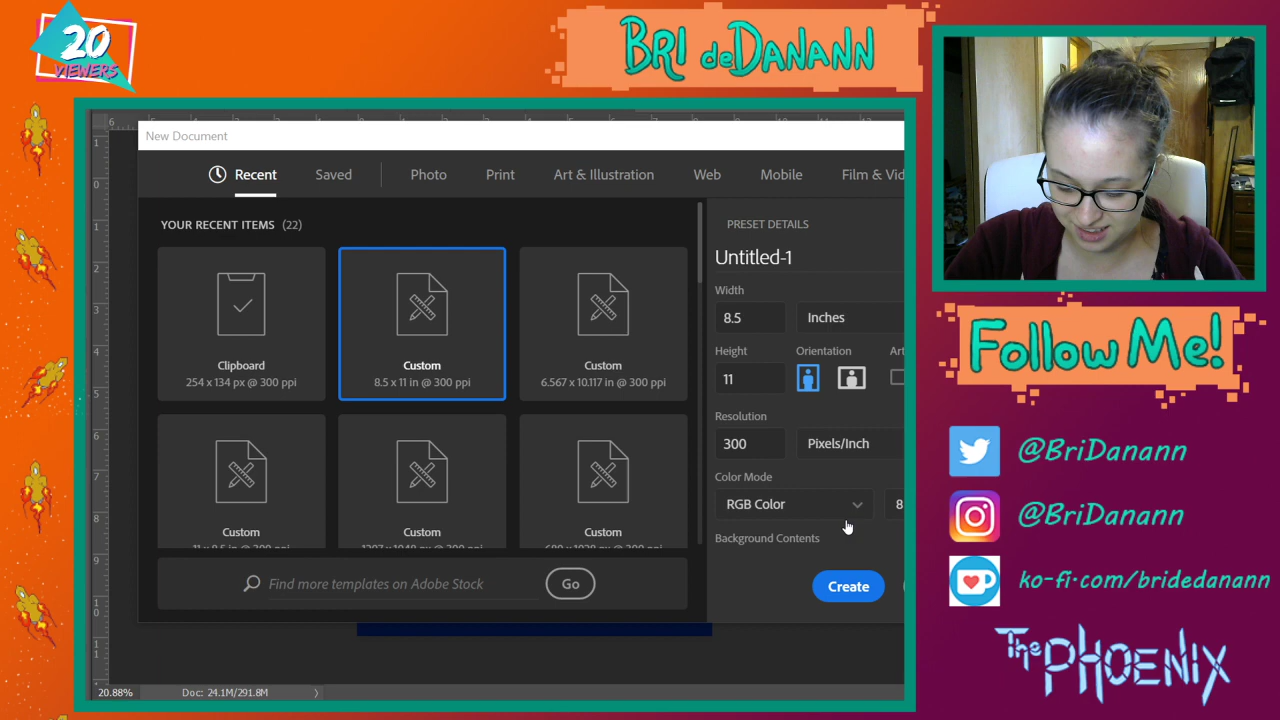 20
VIEWERS
BRI deDANANN
New Document
Recent
Saved
Photo
Print
Art & Illustration
Web
Mobile
Film & Vid
YOUR RECENT ITEMS (22)
Clipboard
254 x 134 px @ 300 ppi
Custom
8.5 x 11 in @ 300 ppi
Custom
6.567 x 10.117 in @ 300 ppi
Custom
Custom
Custom
Find more templates on Adobe Stock
Go
PRESET DETAILS
Untitled-1
Width
8.5
Inches
Height
Orientation
Art
11
Resolution
300
Pixels/Inch
Color Mode
RGB Color
8
Background Contents
Create
20.88%
Doc: 24.1M/291.8M
Follow Me!
@BriDanann
@BriDanann
ko-fi.com/bridedanann
The PHOENIX